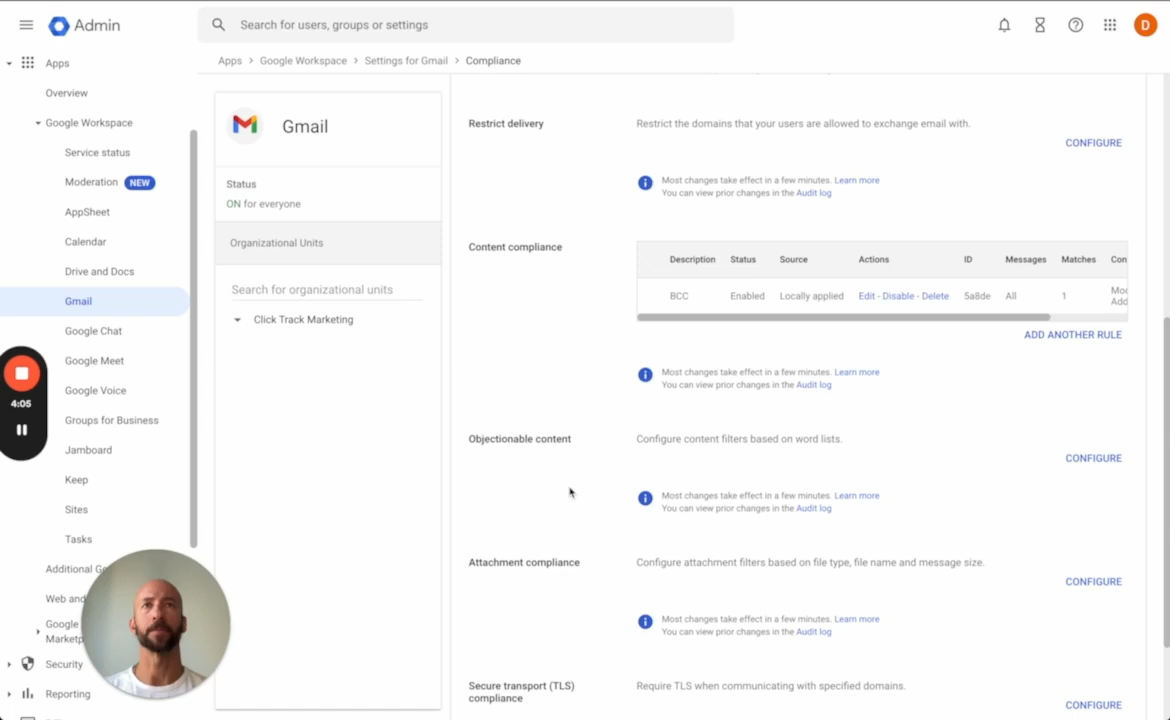 Admin
Search for users, groups or settings
D
Apps
Overview
Google Workspace
Service status
Moderation NEW
AppSheet
Calendar
Drive and Docs
Gmail
Google Chat
Google Meet
Google Voice
Groups for Business
Jamboard
Keep
Sites
Tasks
Additional
Web and
Google
Security
Reporting
4:05
Apps > Google Workspace > Settings for Gmail > Compliance
Gmail
Status
ON for everyone
Organizational Units
Search for organizational units
Click Track Marketing
Restrict delivery
Restrict the domains that your users are allowed to exchange email with.
CONFIGURE
Most changes take effect in a few minutes. Learn more
You can view prior changes in the Audit log
Content compliance
Description Status Source Actions ID Messages Matches Con
BCC Enabled Locally applied Edit - Disable - Delete 5a8de All 1 Mod
Add
ADD ANOTHER RULE
Most changes take effect in a few minutes. Learn more
You can view prior changes in the Audit log
Objectionable content
Configure content filters based on word lists.
CONFIGURE
Most changes take effect in a few minutes. Learn more
You can view prior changes in the Audit log
Attachment compliance
Configure attachment filters based on file type, file name and message size.
CONFIGURE
Most changes take effect in a few minutes. Learn more
You can view prior changes in the Audit log
Secure transport (TLS)
compliance
Require TLS when communicating with specified domains.
CONFIGURE